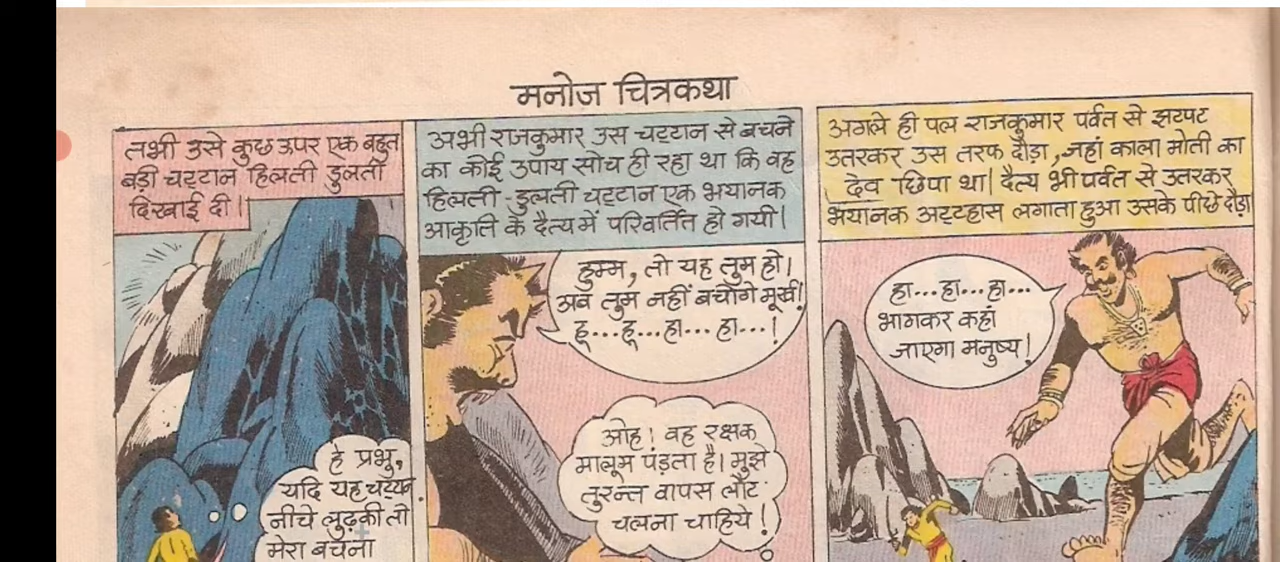 मनोज चित्रकथा
तभी उसे कुछ ऊपर एक बहुत
बड़ी चट्टान हिलती डुलती
दिखाई दी।
हे प्रभु,
यदि यह चट्टान
नीचे लुढ़की तो
मेरा बचना
अभी राजकुमार उस चट्टान से बचने
का कोई उपाय सोच ही रहा था कि वह
हिलती-डुलती चट्टान एक भयानक
आकृति के दैत्य में परिवर्तित हो गयी।
हुम्म, तो यह तुम हो।
अब तुम नहीं बचोगे मूर्ख!
हू...हू...हा...हा...!
ओह! वह रक्षक
मालूम पंड़ता है। मुझे
तुरन्त वापस लौट
चलना चाहिये!
अगले ही पल राजकुमार पर्वत से झटपट
उतरकर उस तरफ दौड़ा, जहां काला मोती का
देव छिपा था। दैत्य भी पर्वत से उतरकर
भयानक अट्टहास लगाता हुआ उसके पीछे दौड़ा
हा...हा...हा...
भागकर कहां
जाएगा मनुष्य!